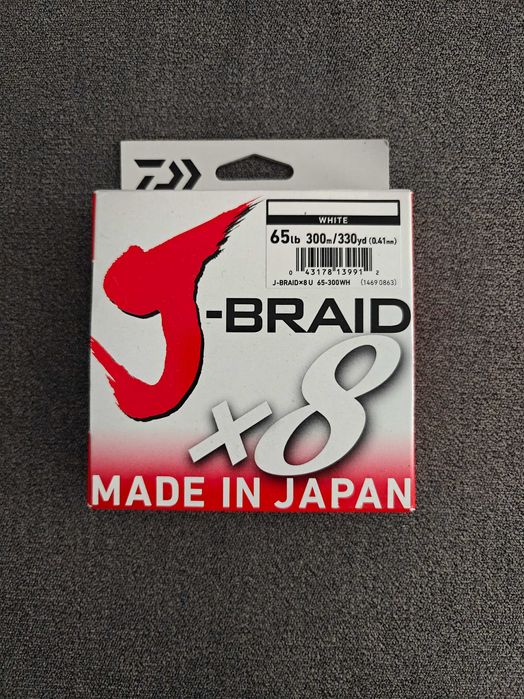 WHITE
65lb 300m/330yd (0.41mm)
0 43178 13991 2
J-BRAID×8 U 65-300WH (1469 0863)
J-BRAID
×8
MADE IN JAPAN